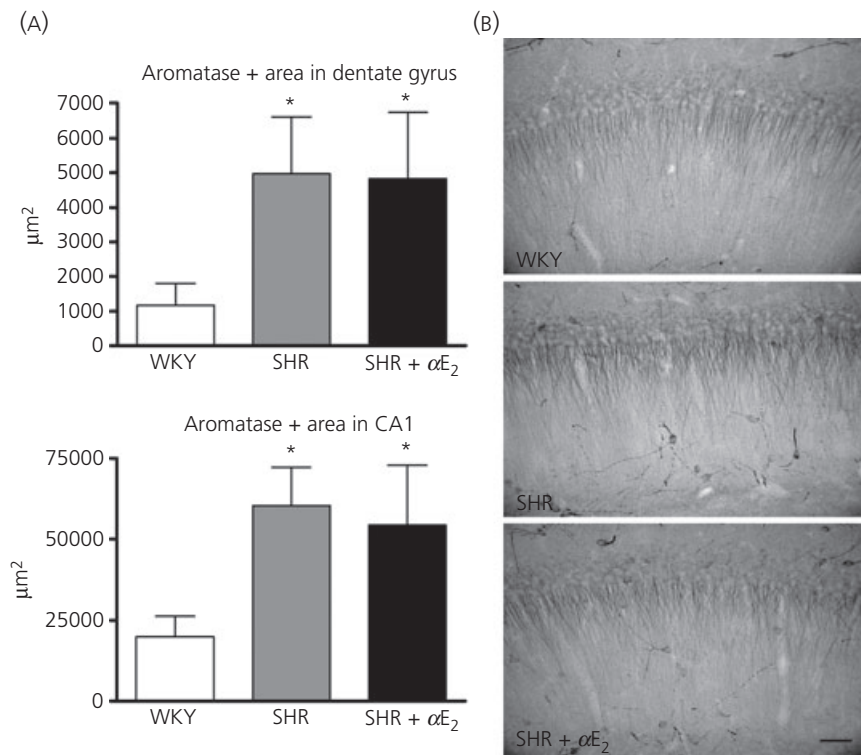 (A)
Aromatase + area in dentate gyrus
7000
6000
5000
4000
3000
2000
1000
0
μm²
* *
WKY SHR SHR + αE₂
Aromatase + area in CA1
75000
50000
25000
0
μm²
* *
WKY SHR SHR + αE₂
(B)
WKY
SHR
SHR + αE₂